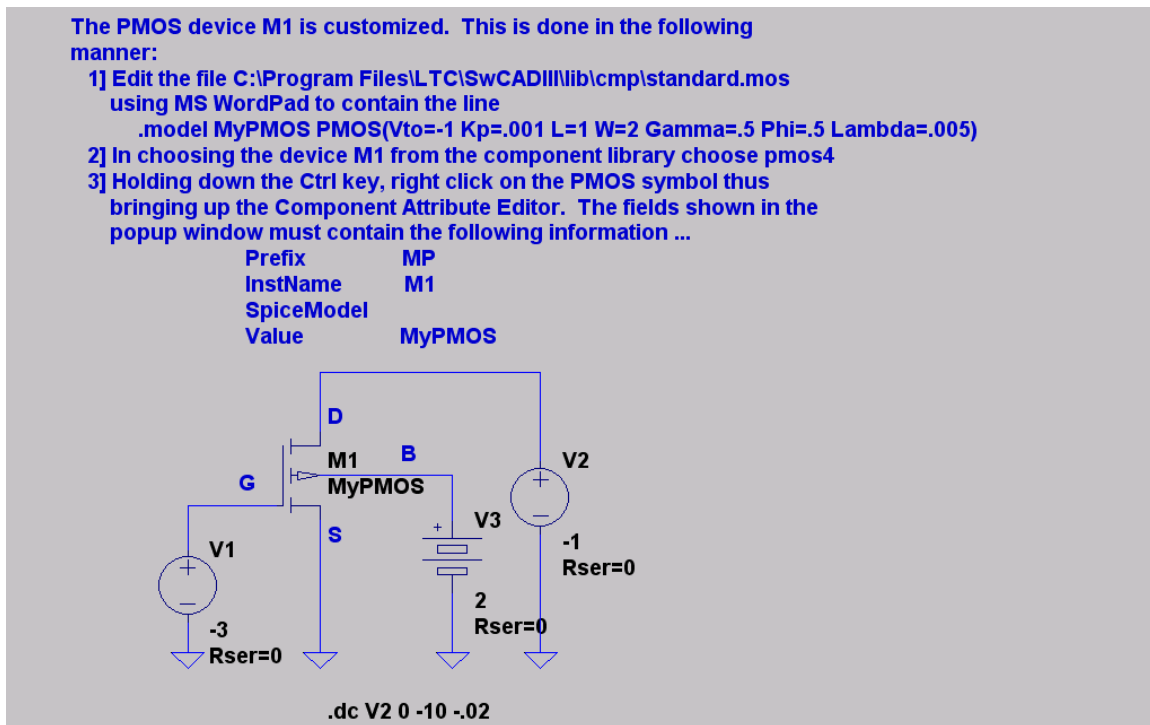 The PMOS device M1 is customized.  This is done in the following
manner:
1] Edit the file C:\Program Files\LTC\SwCADIII\lib\cmp\standard.mos
using MS WordPad to contain the line
.model MyPMOS PMOS(Vto=-1 Kp=.001 L=1 W=2 Gamma=.5 Phi=.5 Lambda=.005)
2] In choosing the device M1 from the component library choose pmos4
3] Holding down the Ctrl key, right click on the PMOS symbol thus
bringing up the Component Attribute Editor.  The fields shown in the
popup window must contain the following information ...
Prefix MP
InstName M1
SpiceModel
Value MyPMOS
D
M1
MyPMOS
B
G
S
V1
-3
Rser=0
+
V3
2
Rser=0
V2
-1
Rser=0
.dc V2 0 -10 -.02